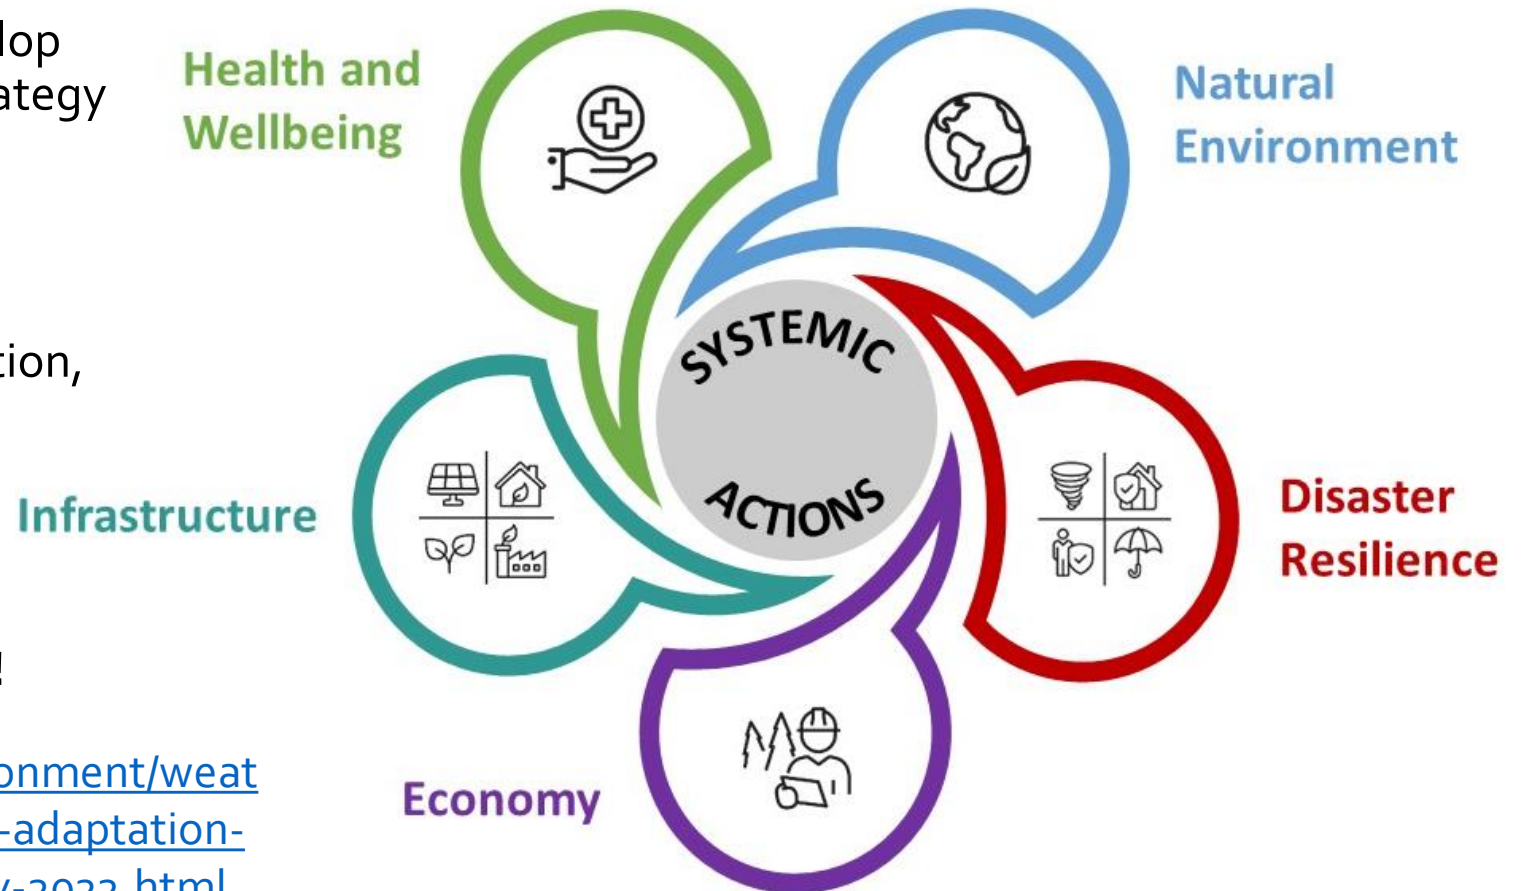 lop
ategy
tion,
!
onment/weat
-adaptation-
Health and
Wellbeing
Natural
Environment
SYSTEMIC
ACTIONS
Infrastructure
Disaster
Resilience
Economy